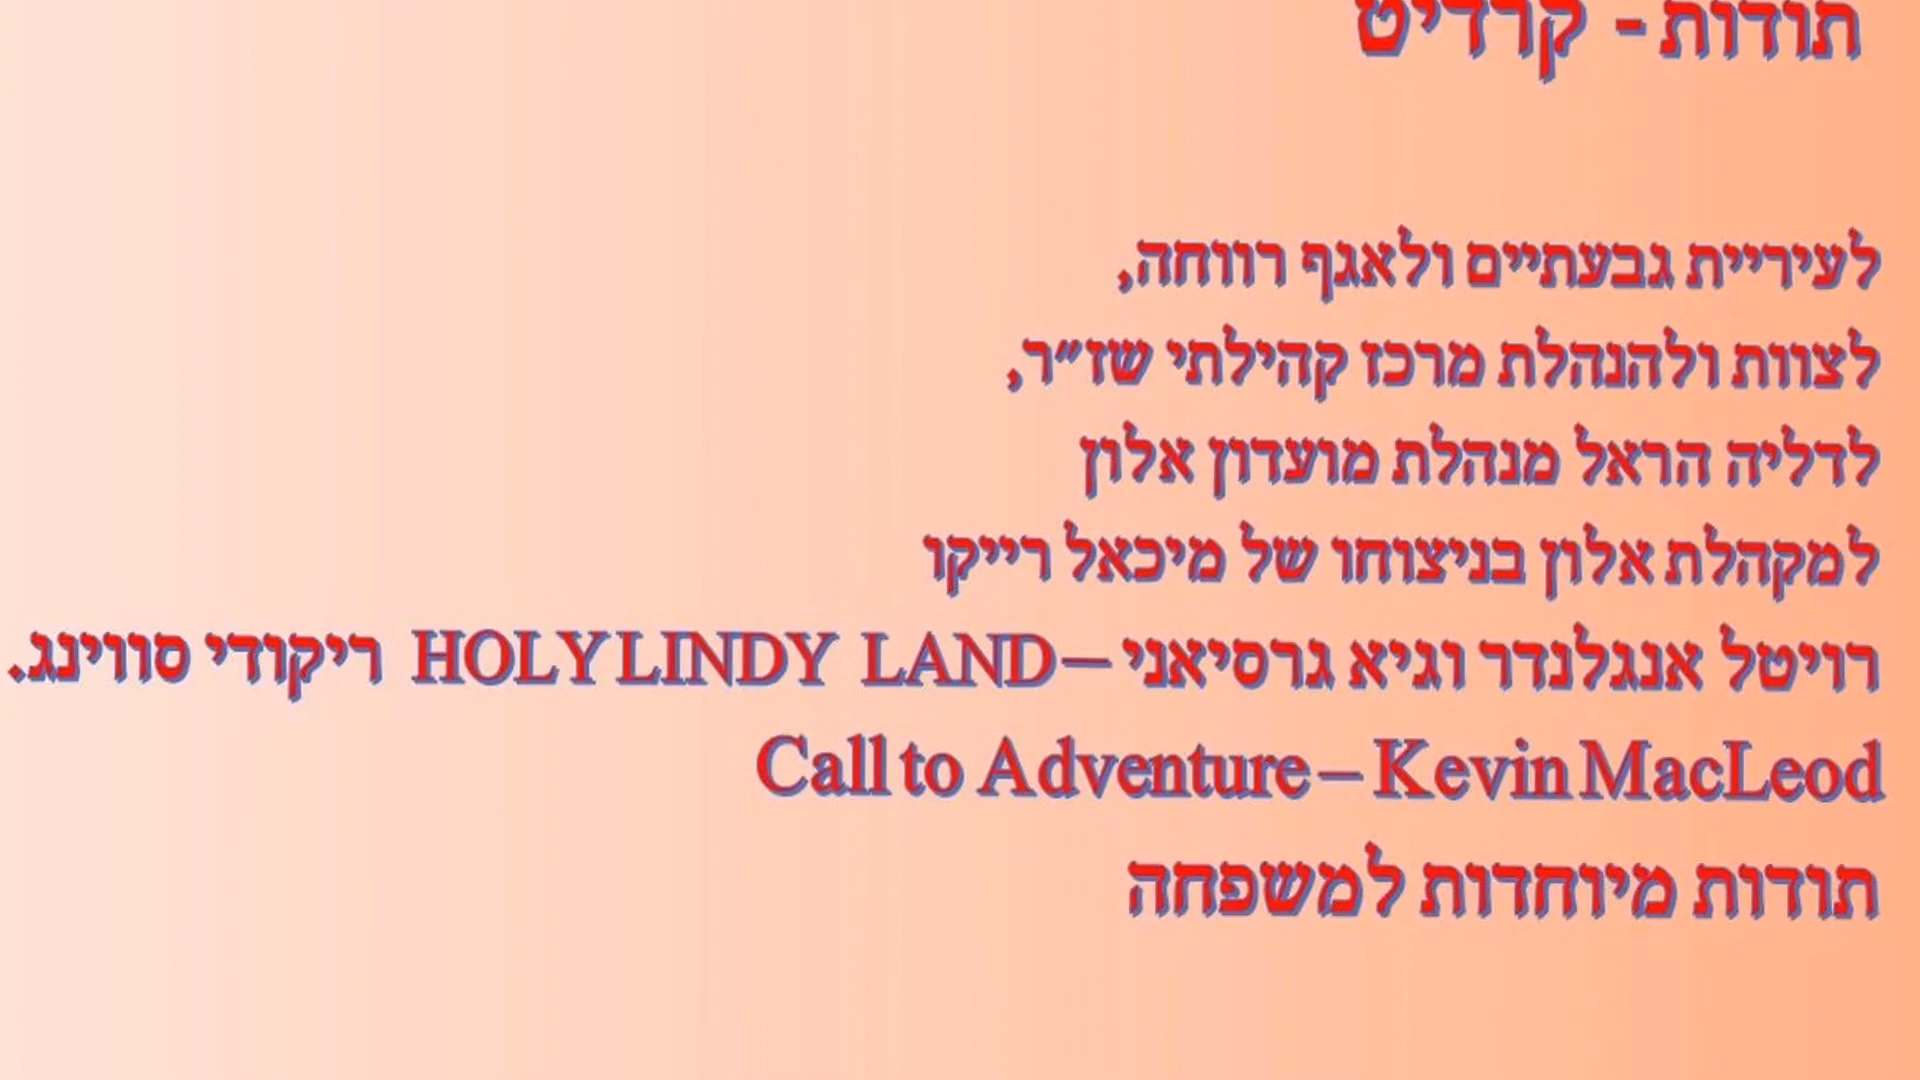 תודות - קרדיט
לעיריית גבעתיים ולאגף רווחה,
לצוות ולהנהלת מרכז קהילתי שז״ר,
לדליה הראל מנהלת מועדון אלון
למקהלת אלון בניצוחו של מיכאל רייקו
רויטל אנגלנדר וגיא גרסיאני – HOLY LINDY LAND ריקודי סווינג.
Call to Adventure – Kevin MacLeod
תודות מיוחדות למשפחה